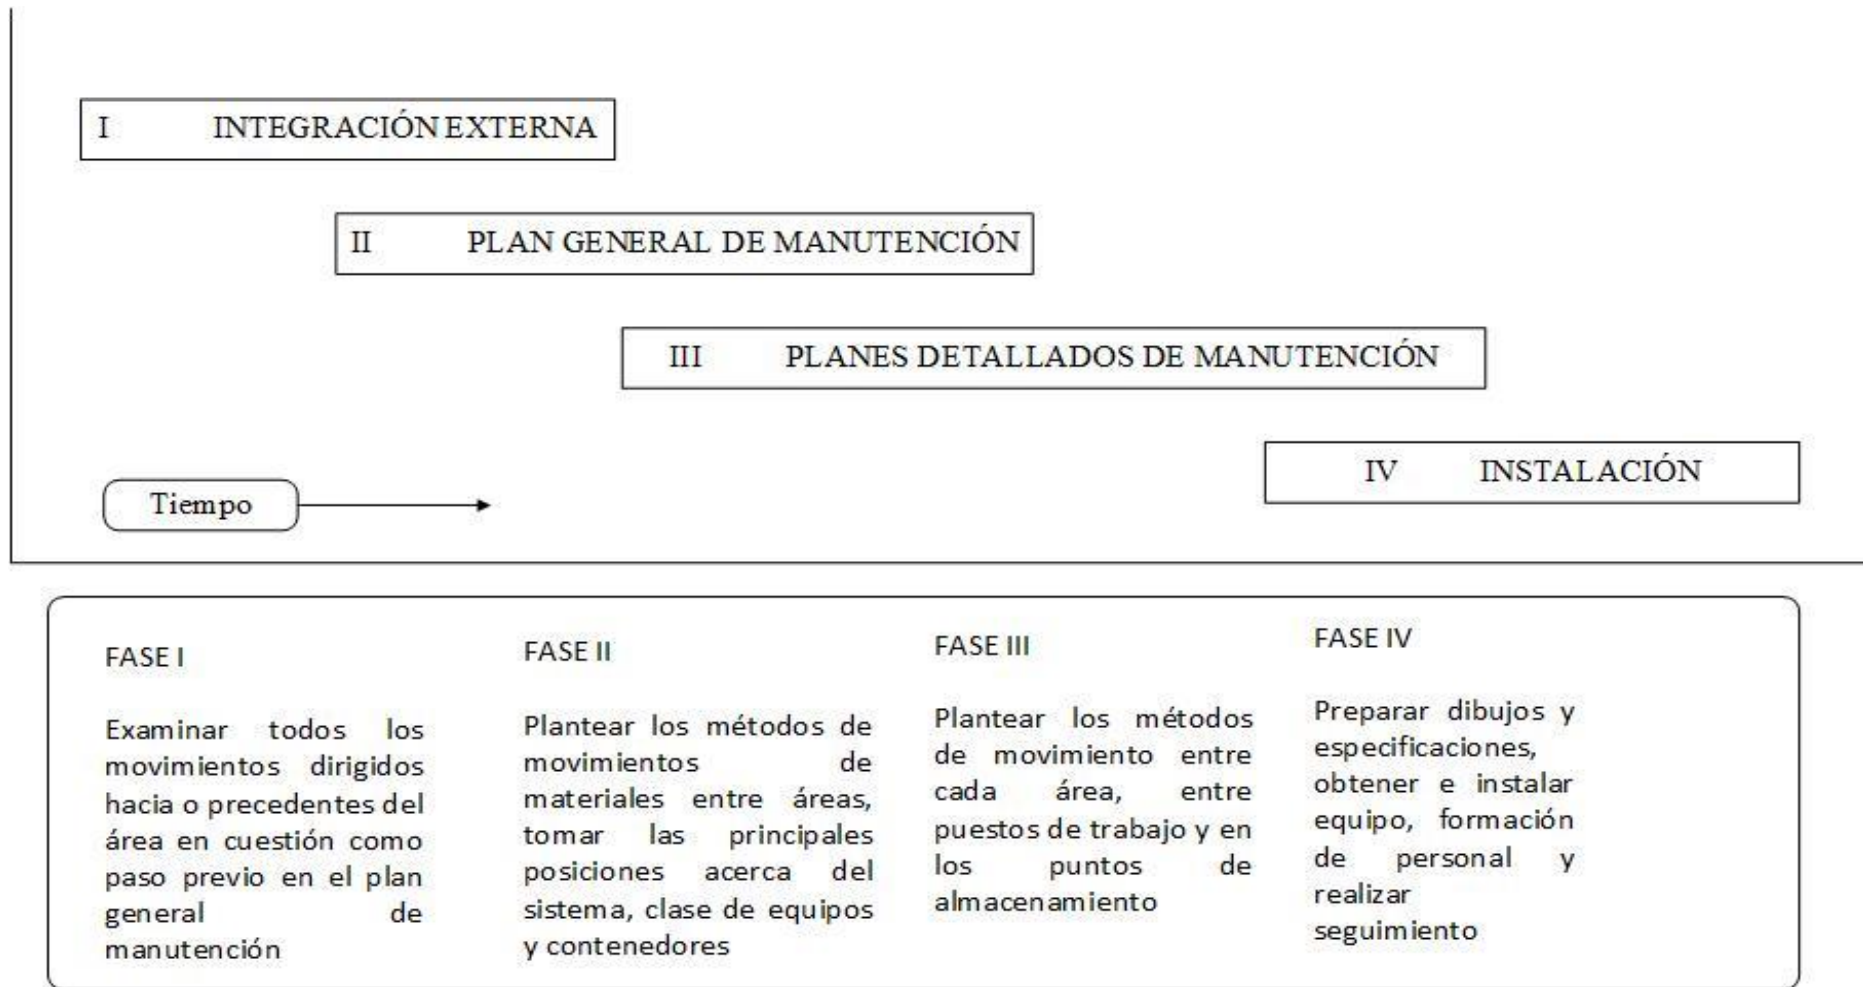 I INTEGRACIÓN EXTERNA
II PLAN GENERAL DE MANUTENCIÓN
III PLANES DETALLADOS DE MANUTENCIÓN
IV INSTALACIÓN
Tiempo
FASE I
Examinar todos los
movimientos dirigidos
hacia o precedentes del
área en cuestión como
paso previo en el plan
general de
manutención
FASE II
Plantear los métodos de
movimientos de
materiales entre áreas,
tomar las principales
posiciones acerca del
sistema, clase de equipos
y contenedores
FASE III
Plantear los métodos
de movimiento entre
cada área, entre
puestos de trabajo y en
los puntos de
almacenamiento
FASE IV
Preparar dibujos y
especificaciones,
obtener e instalar
equipo, formación
de personal y
realizar
seguimiento